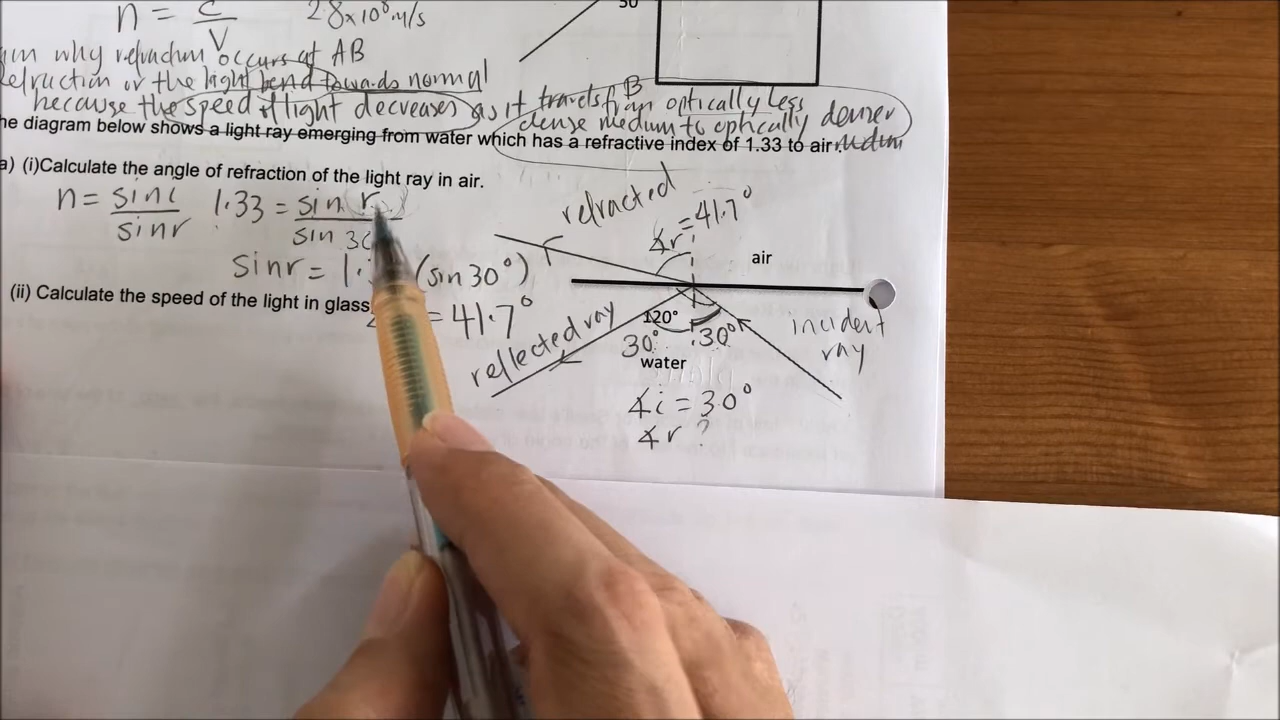 n = c/V 2.8x10⁸ m/s
30
why refraction occurs at AB
Refraction or the light bend towards normal
because the speed of light decreases as it travels from optically less
B
dense medium to optically denser
medium
he diagram below shows a light ray emerging from water which has a refractive index of 1.33 to air
a) (i)Calculate the angle of refraction of the light ray in air.
n = sin i / sin r 1.33 = sin r / sin 30
sin r = 1. (sin 30°)
= 41.7°
(ii) Calculate the speed of the light in glass
refracted
∡r = 41.7°
air
120°
30° 30°
water
incident
ray
reflected ray
∡i = 30°
∡r ?